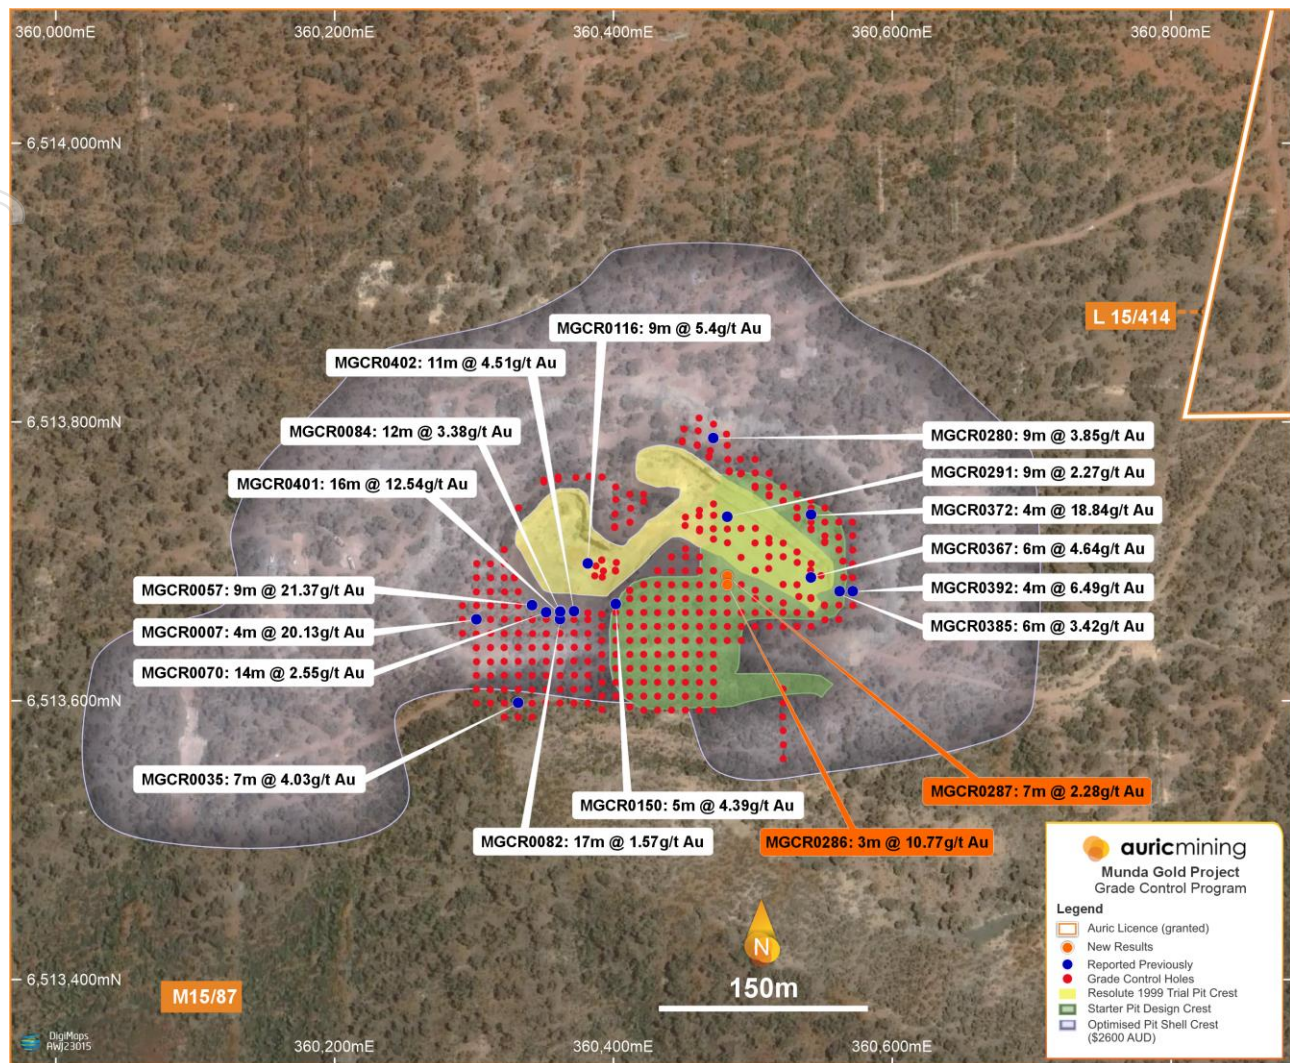 360,000mE
360,200mE
360,400mE
360,600mE
360,800mE
6,514,000mN
L 15/414
MGCR0116: 9m @ 5.4g/t Au
MGCR0402: 11m @ 4.51g/t Au
MGCR0084: 12m @ 3.38g/t Au
MGCR0401: 16m @ 12.54g/t Au
6,513,800mN
MGCR0280: 9m @ 3.85g/t Au
MGCR0291: 9m @ 2.27g/t Au
MGCR0372: 4m @ 18.84g/t Au
MGCR0367: 6m @ 4.64g/t Au
MGCR0392: 4m @ 6.49g/t Au
MGCR0385: 6m @ 3.42g/t Au
MGCR0057: 9m @ 21.37g/t Au
MGCR0007: 4m @ 20.13g/t Au
MGCR0070: 14m @ 2.55g/t Au
6,513,600mN
MGCR0035: 7m @ 4.03g/t Au
MGCR0150: 5m @ 4.39g/t Au
MGCR0082: 17m @ 1.57g/t Au
MGCR0287: 7m @ 2.28g/t Au
MGCR0286: 3m @ 10.77g/t Au
6,513,400mN
M15/87
N
150m
auricmining
Munda Gold Project
Grade Control Program
Legend
Auric Licence (granted)
New Results
Reported Previously
Grade Control Holes
Resolute 1999 Trial Pit Crest
Starter Pit Design Crest
Optimised Pit Shell Crest
($2600 AUD)
DigiMaps
AWJ23015
360,200mE
360,400mE
360,600mE